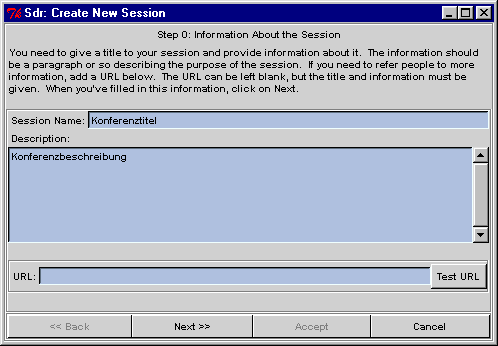 Sdr: Create New Session
Step 0: Information About the Session
You need to give a title to your session and provide information about it. The information should
be a paragraph or so describing the purpose of the session. If you need to refer people to more
information, add a URL below. The URL can be left blank, but the title and information must be
given. When you've filled in this information, click on Next.
Session Name: Konferenztitel
Description:
Konferenzbeschreibung
URL: Test URL
<< Back Next >> Accept Cancel